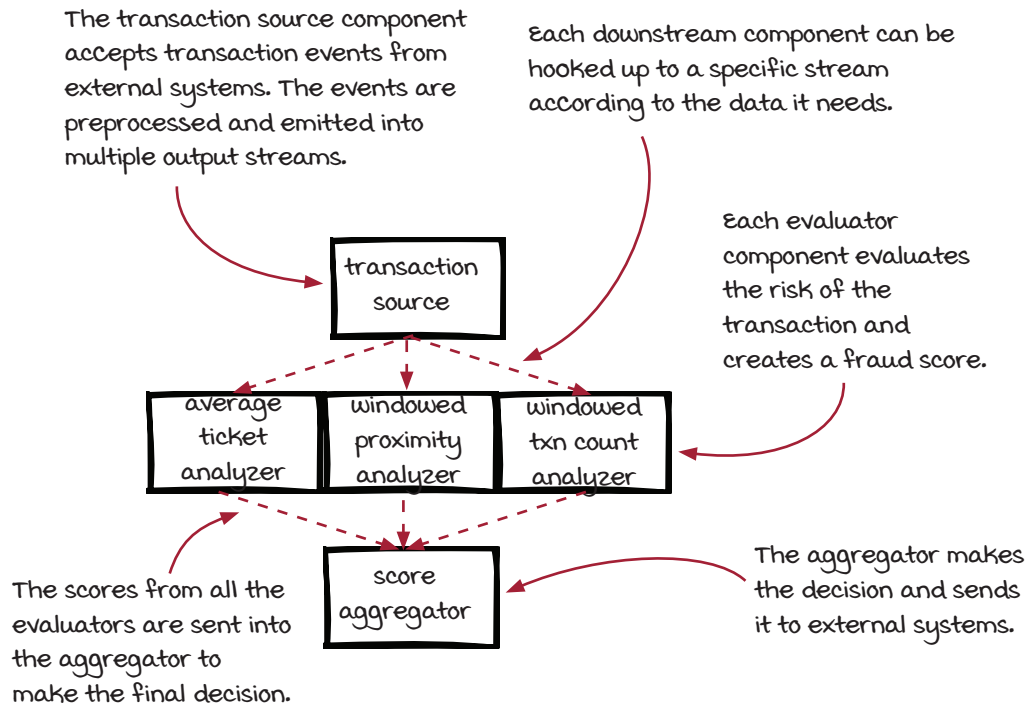 The transaction source component
accepts transaction events from
external systems. The events are
preprocessed and emitted into
multiple output streams.
Each downstream component can be
hooked up to a specific stream
according to the data it needs.
Each evaluator
component evaluates
the risk of the
transaction and
creates a fraud score.
transaction
source
average
ticket
analyzer
windowed
proximity
analyzer
windowed
txn count
analyzer
score
aggregator
The scores from all the
evaluators are sent into
the aggregator to
make the final decision.
The aggregator makes
the decision and sends
it to external systems.